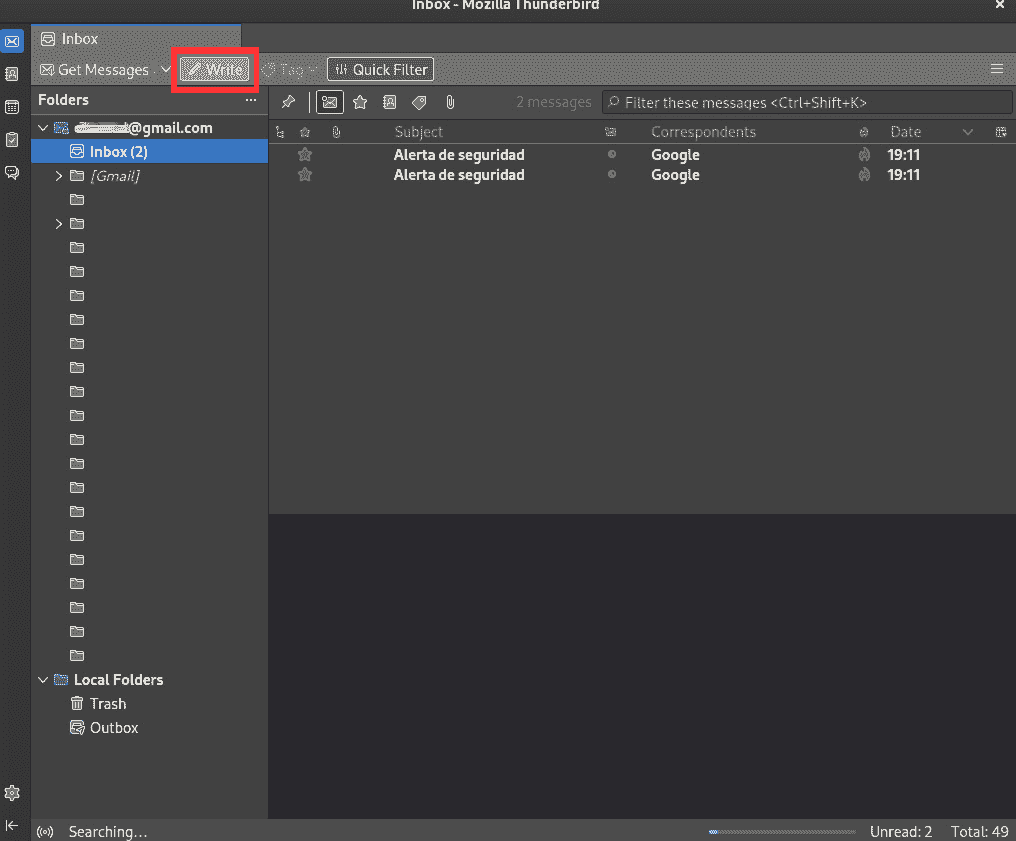 Inbox - Mozilla Thunderbird
Inbox
Get Messages Write Tag Quick Filter
Folders
2 messages Filter these messages <Ctrl+Shift+K>
@gmail.com
Subject Correspondents Date
Inbox (2)
Alerta de seguridad Google 19:11
[Gmail]
Alerta de seguridad Google 19:11
Local Folders
Trash
Outbox
Searching... Unread: 2 Total: 49